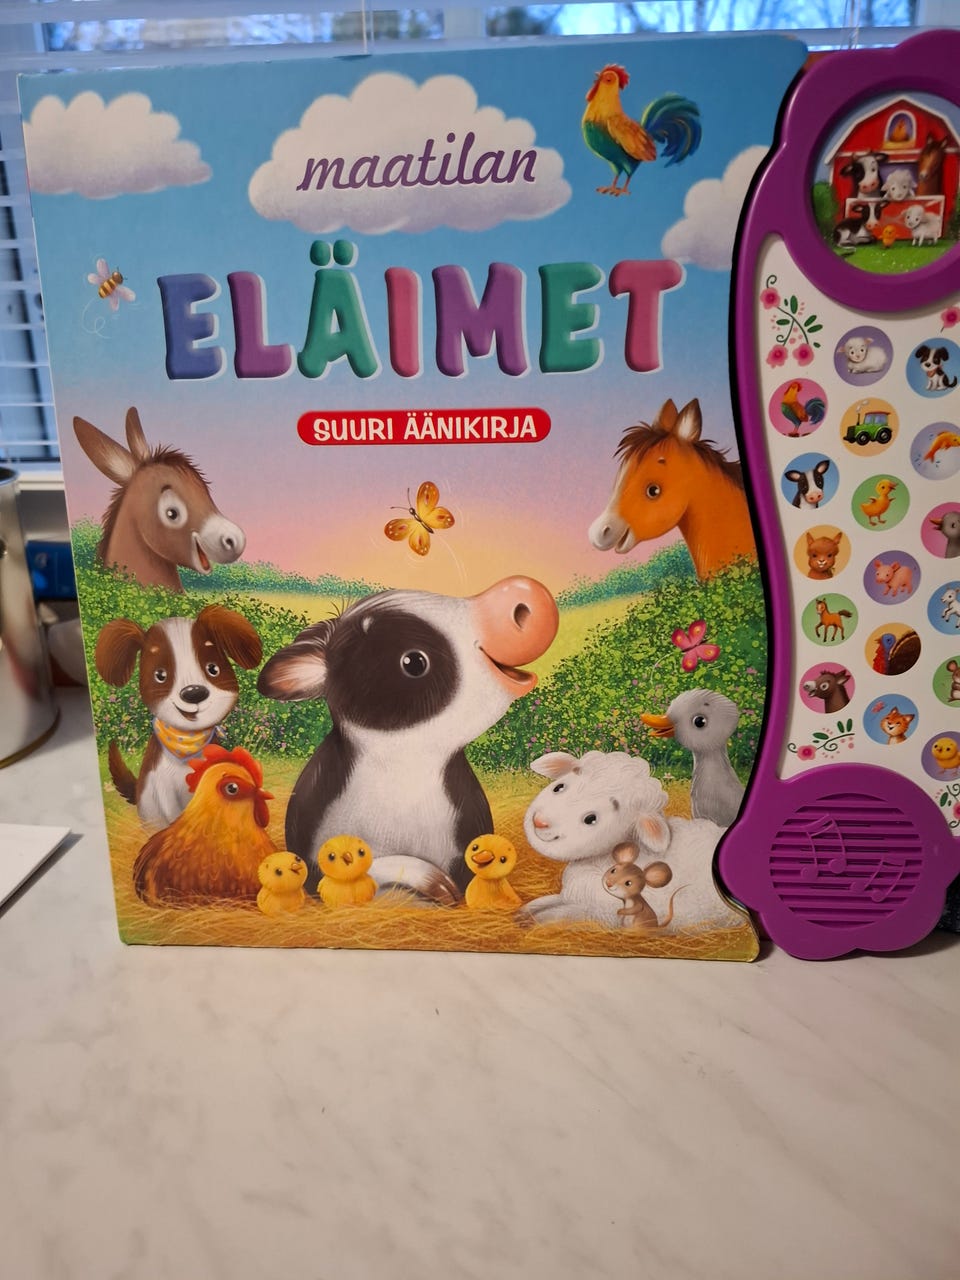 maatilan
ELÄIMET
SUURI ÄÄNIKIRJA